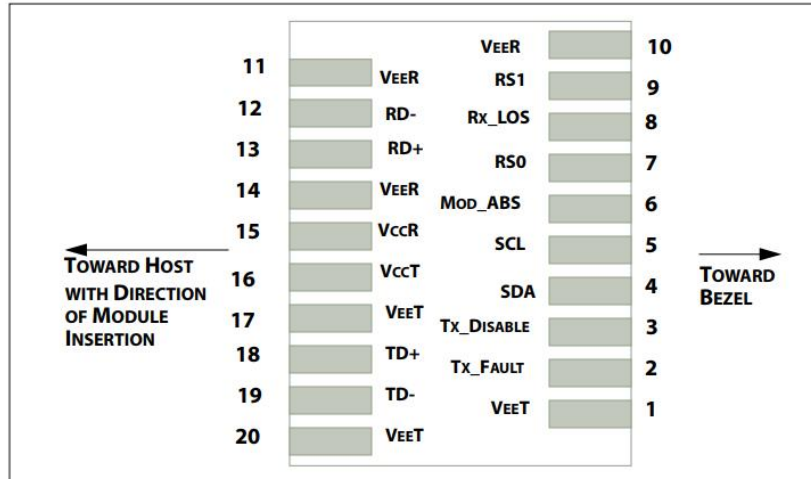 11 VEER
12 RD-
13 RD+
14 VEER
15 VCCR
16 VCCT
17 VEET
18 TD+
19 TD-
20 VEET
TOWARD HOST
WITH DIRECTION
OF MODULE
INSERTION
VEER 10
RS1 9
RX_LOS 8
RS0 7
MOD_ABS 6
SCL 5
SDA 4
TX_DISABLE 3
TX_FAULT 2
VEET 1
TOWARD
BEZEL